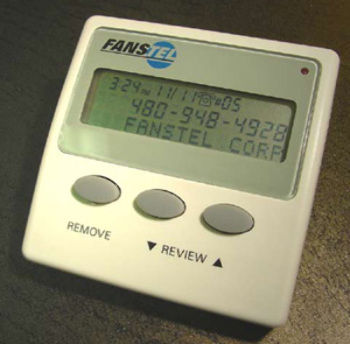 FANSTEL
3:24PM 11/11 #05
480-948-4928
FANSTEL CORP
REMOVE
▼ REVIEW ▲